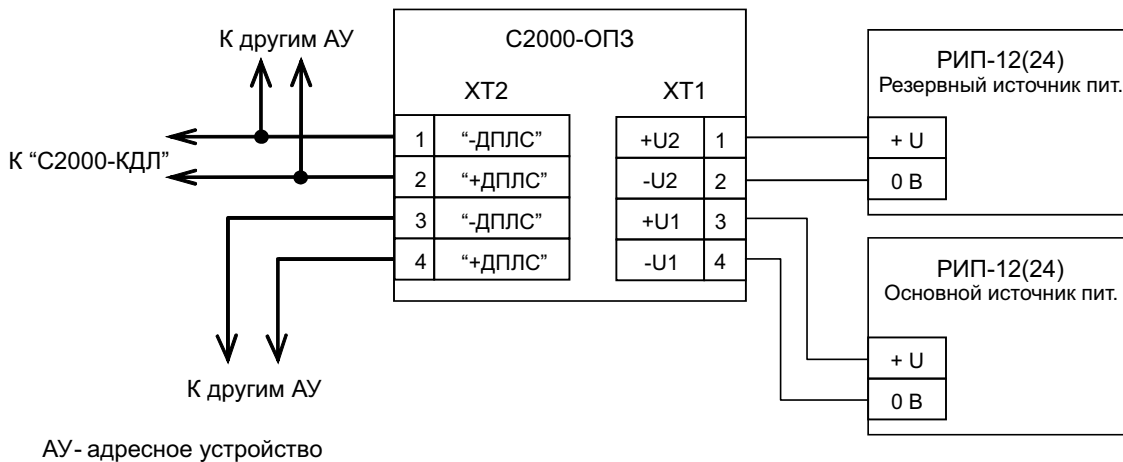 К другим АУ
С2000-ОПЗ
ХТ2
ХТ1
К “С2000-КДЛ”
1 “-ДПЛС”
2 “+ДПЛС”
3 “-ДПЛС”
4 “+ДПЛС”
+U2 1
-U2 2
+U1 3
-U1 4
РИП-12(24)
Резервный источник пит.
+ U
0 В
РИП-12(24)
Основной источник пит.
+ U
0 В
К другим АУ
АУ- адресное устройство